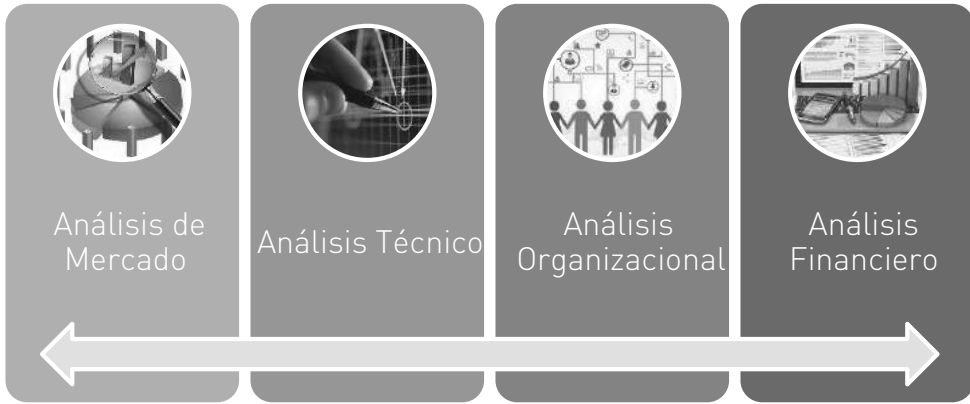 Análisis de
Mercado
Análisis Técnico
Análisis
Organizacional
Análisis
Financiero